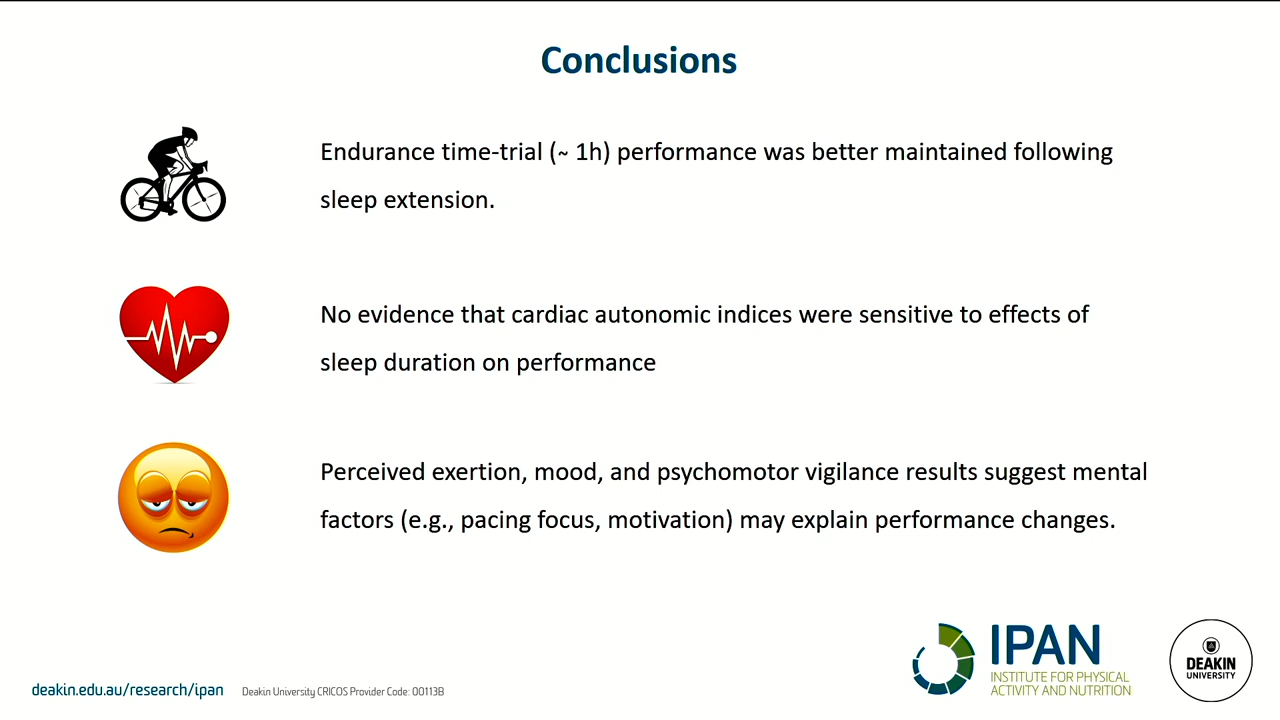 Conclusions
Endurance time-trial (~ 1h) performance was better maintained following
sleep extension.
No evidence that cardiac autonomic indices were sensitive to effects of
sleep duration on performance
Perceived exertion, mood, and psychomotor vigilance results suggest mental
factors (e.g., pacing focus, motivation) may explain performance changes.
deakin.edu.au/research/ipan
Deakin University CRICOS Provider Code: 00113B
IPAN
INSTITUTE FOR PHYSICAL
ACTIVITY AND NUTRITION
DEAKIN
UNIVERSITY